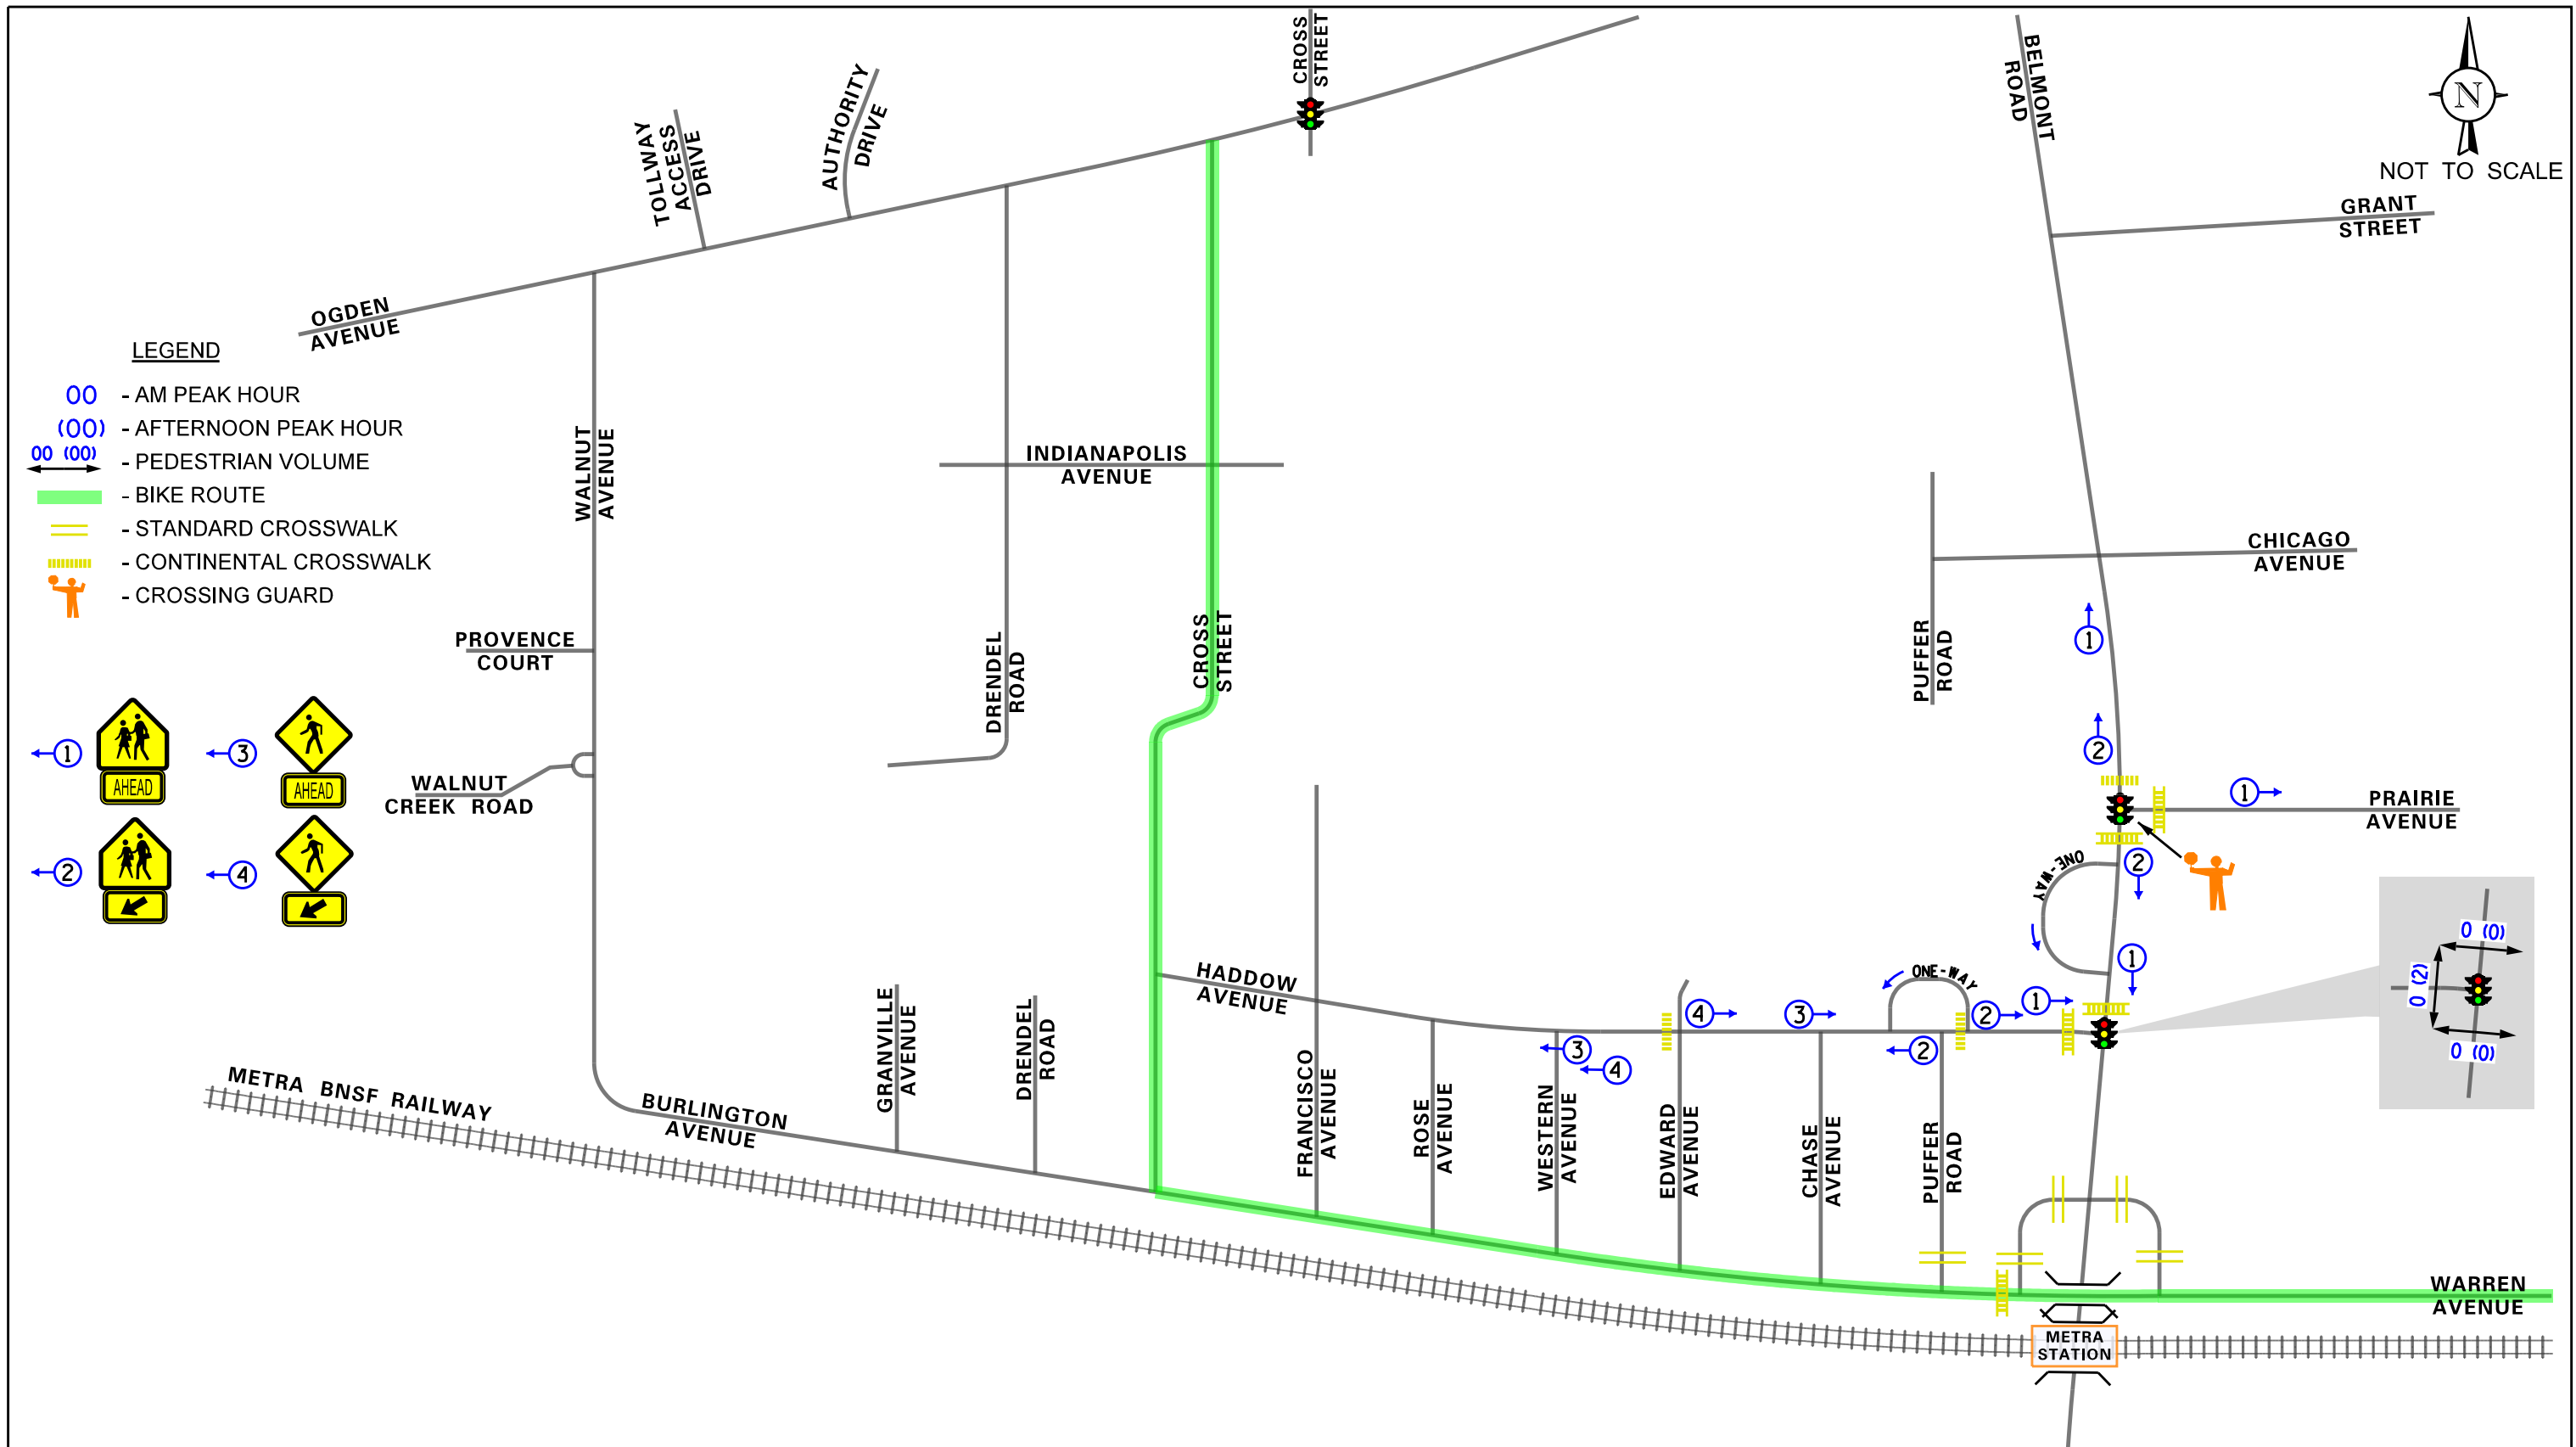 CROSS
STREET
BELMONT
ROAD
N
NOT TO SCALE
AUTHORITY
DRIVE
TOLLWAY
ACCESS
DRIVE
GRANT
STREET
OGDEN
AVENUE
LEGEND
00 - AM PEAK HOUR
(00) - AFTERNOON PEAK HOUR
00 (00) - PEDESTRIAN VOLUME
- BIKE ROUTE
- STANDARD CROSSWALK
- CONTINENTAL CROSSWALK
- CROSSING GUARD
WALNUT
AVENUE
INDIANAPOLIS
AVENUE
CHICAGO
AVENUE
PROVENCE
COURT
DRENDEL
ROAD
CROSS
STREET
PUFFER
ROAD
1
2
1 AHEAD
3 AHEAD
WALNUT
CREEK ROAD
1
PRAIRIE
AVENUE
2 4
ONE-WAY
2
1
HADDOW
AVENUE
ONE-WAY
4
3
2
1
3
4
2
0 (0)
0 (2)
0 (0)
GRANVILLE
AVENUE
DRENDEL
ROAD
FRANCISCO
AVENUE
ROSE
AVENUE
WESTERN
AVENUE
EDWARD
AVENUE
CHASE
AVENUE
PUFFER
ROAD
METRA BNSF RAILWAY
BURLINGTON
AVENUE
WARREN
AVENUE
METRA
STATION